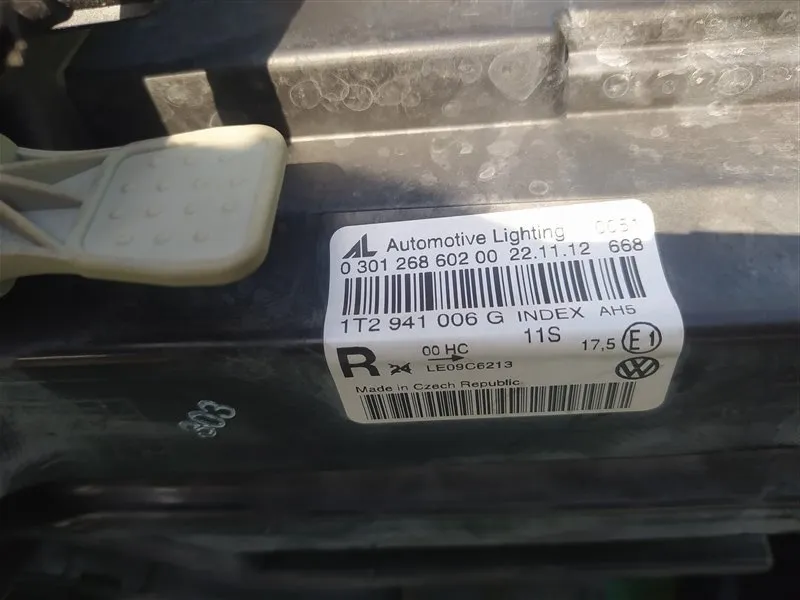 AL Automotive Lighting 0051
0 301 268 602 00 22.11.12 668
1T2 941 006 G INDEX AH5
11S 17,5 E1
R 00 HC
LE09C6213
Made in Czech Republic
303